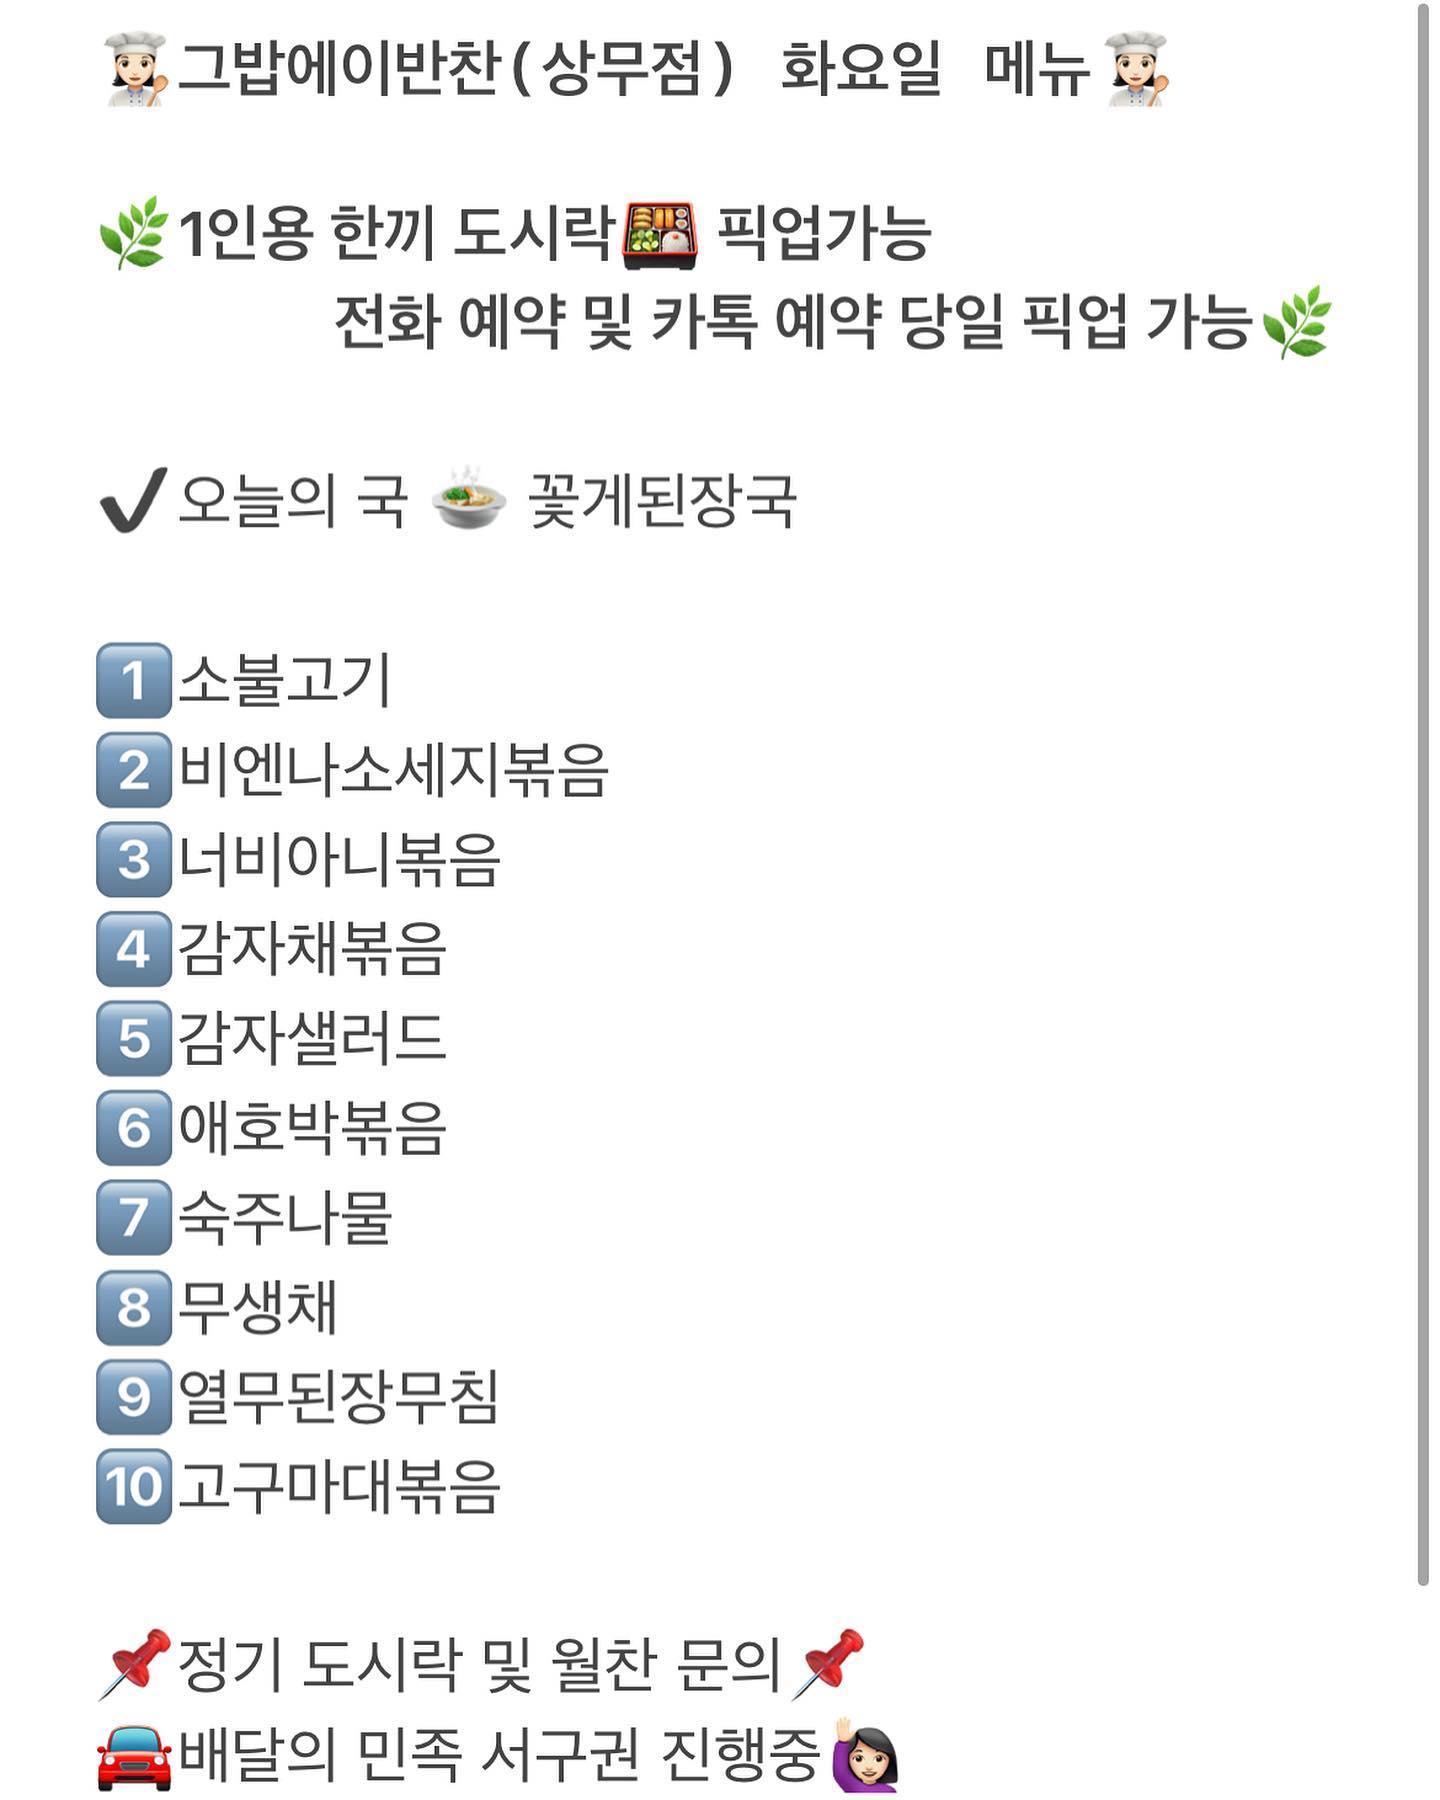 👩🏻‍🍳그밥에이반찬(상무점) 화요일 메뉴👩🏻‍🍳
🌿1인용 한끼 도시락🍱 픽업가능
전화 예약 및 카톡 예약 당일 픽업 가능🌿
✔️오늘의 국 🍲 꽃게된장국
1️⃣소불고기
2️⃣비엔나소세지볶음
3️⃣너비아니볶음
4️⃣감자채볶음
5️⃣감자샐러드
6️⃣애호박볶음
7️⃣숙주나물
8️⃣무생채
9️⃣열무된장무침
🔟고구마대볶음
📌정기 도시락 및 월찬 문의📌
🚘배달의 민족 서구권 진행중🙋🏻‍♀️